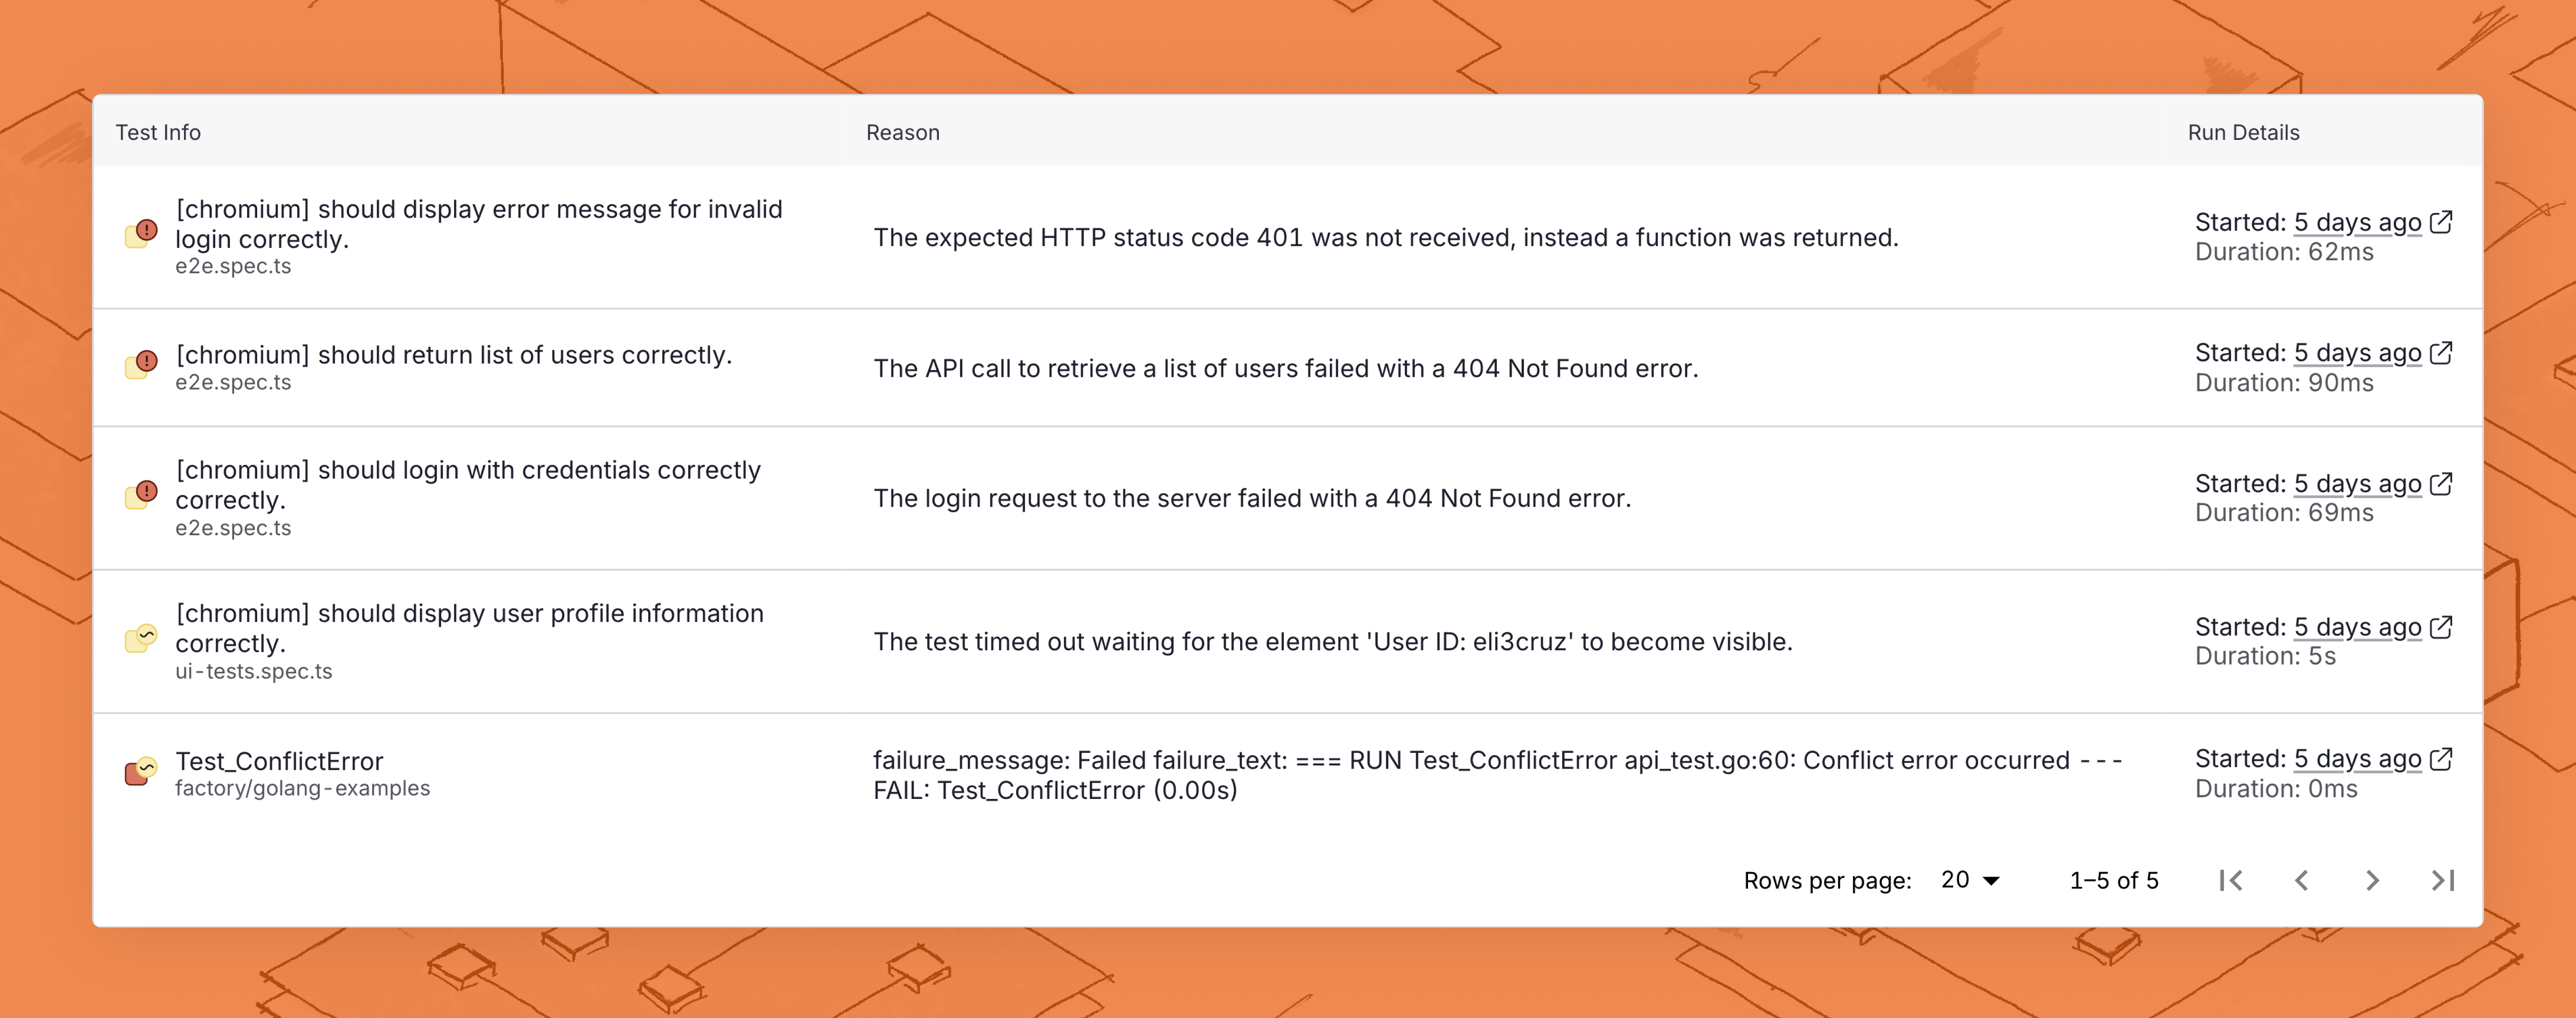 Test Info
Reason
Run Details
[chromium] should display error message for invalid
login correctly.
e2e.spec.ts
The expected HTTP status code 401 was not received, instead a function was returned.
Started: 5 days ago
Duration: 62ms
[chromium] should return list of users correctly.
e2e.spec.ts
The API call to retrieve a list of users failed with a 404 Not Found error.
Started: 5 days ago
Duration: 90ms
[chromium] should login with credentials correctly
correctly.
e2e.spec.ts
The login request to the server failed with a 404 Not Found error.
Started: 5 days ago
Duration: 69ms
[chromium] should display user profile information
correctly.
ui-tests.spec.ts
The test timed out waiting for the element 'User ID: eli3cruz' to become visible.
Started: 5 days ago
Duration: 5s
Test_ConflictError
factory/golang-examples
failure_message: Failed failure_text: === RUN Test_ConflictError api_test.go:60: Conflict error occurred ---
FAIL: Test_ConflictError (0.00s)
Started: 5 days ago
Duration: 0ms
Rows per page: 20
1–5 of 5